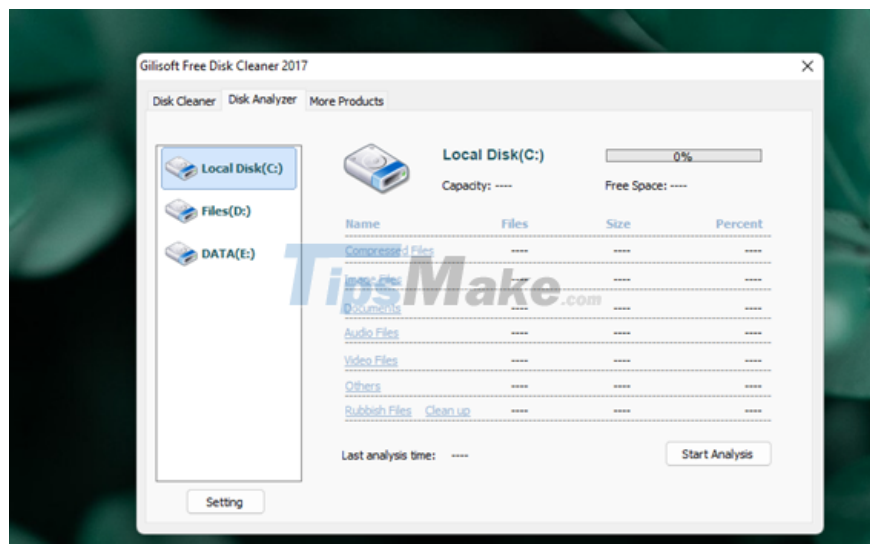 Gilisoft Free Disk Cleaner 2017
Disk Cleaner Disk Analyzer More Products
Local Disk(C:)
Files(D:)
DATA(E:)
Setting
Local Disk(C:) 0%
Capacity: ---- Free Space: ----
Name Files Size Percent
Compressed Files ---- ---- ----
Image Files ---- ---- ----
Documents ---- ---- ----
Audio Files ---- ---- ----
Video Files ---- ---- ----
Others ---- ---- ----
Rubbish Files Clean up ---- ---- ----
Last analysis time: ---- Start Analysis
TipsMake.com